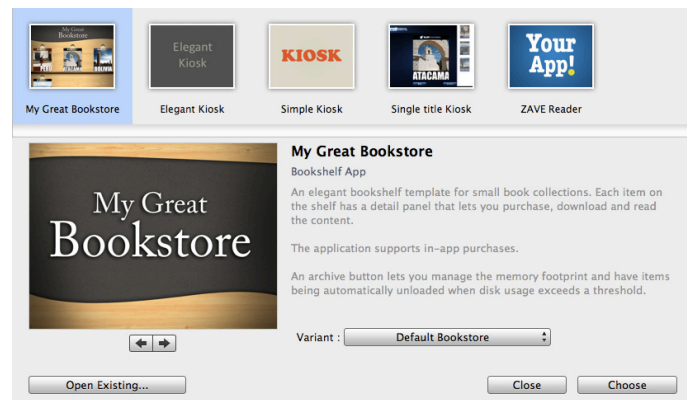 My Great
Bookstore
PERU
ATACAMA
BOLIVIA
Elegant
Kiosk
KIOSK
ATACAMA
Your
App!
My Great Bookstore
Elegant Kiosk
Simple Kiosk
Single title Kiosk
ZAVE Reader
My Great
Bookstore
My Great Bookstore
Bookshelf App
An elegant bookshelf template for small book collections. Each item on
the shelf has a detail panel that lets you purchase, download and read
the content.
The application supports in-app purchases.
An archive button lets you manage the memory footprint and have items
being automatically unloaded when disk usage exceeds a threshold.
Variant :
Default Bookstore
Open Existing...
Close
Choose